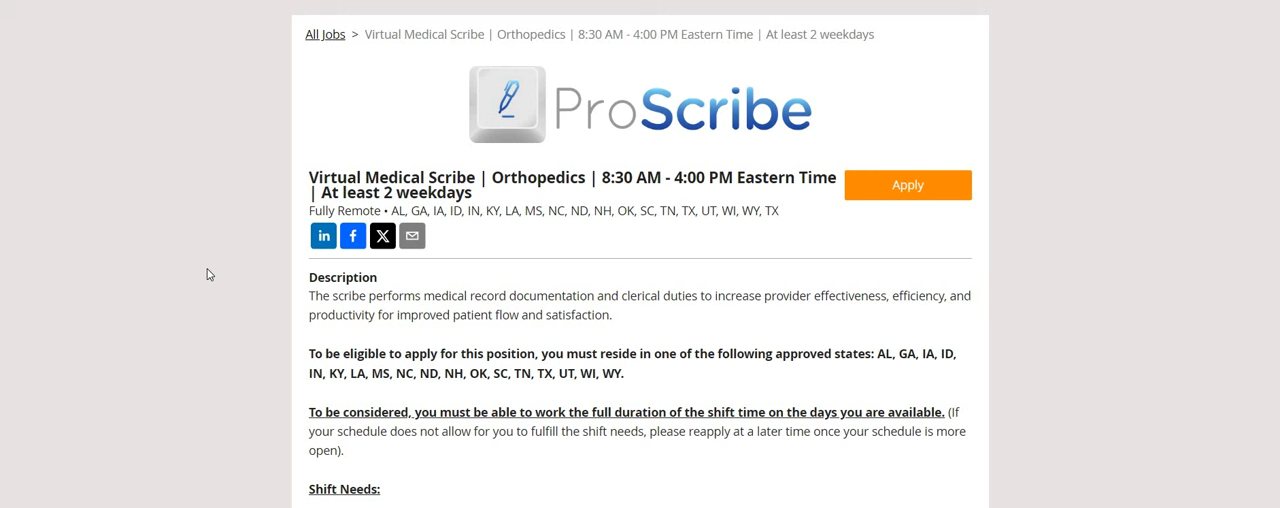 All Jobs > Virtual Medical Scribe | Orthopedics | 8:30 AM - 4:00 PM Eastern Time | At least 2 weekdays
ProScribe
Virtual Medical Scribe | Orthopedics | 8:30 AM - 4:00 PM Eastern Time
| At least 2 weekdays
Apply
Fully Remote • AL, GA, IA, ID, IN, KY, LA, MS, NC, ND, NH, OK, SC, TN, TX, UT, WI, WY, TX
in f X
Description
The scribe performs medical record documentation and clerical duties to increase provider effectiveness, efficiency, and
productivity for improved patient flow and satisfaction.
To be eligible to apply for this position, you must reside in one of the following approved states: AL, GA, IA, ID,
IN, KY, LA, MS, NC, ND, NH, OK, SC, TN, TX, UT, WI, WY.
To be considered, you must be able to work the full duration of the shift time on the days you are available. (If
your schedule does not allow for you to fulfill the shift needs, please reapply at a later time once your schedule is more
open).
Shift Needs: